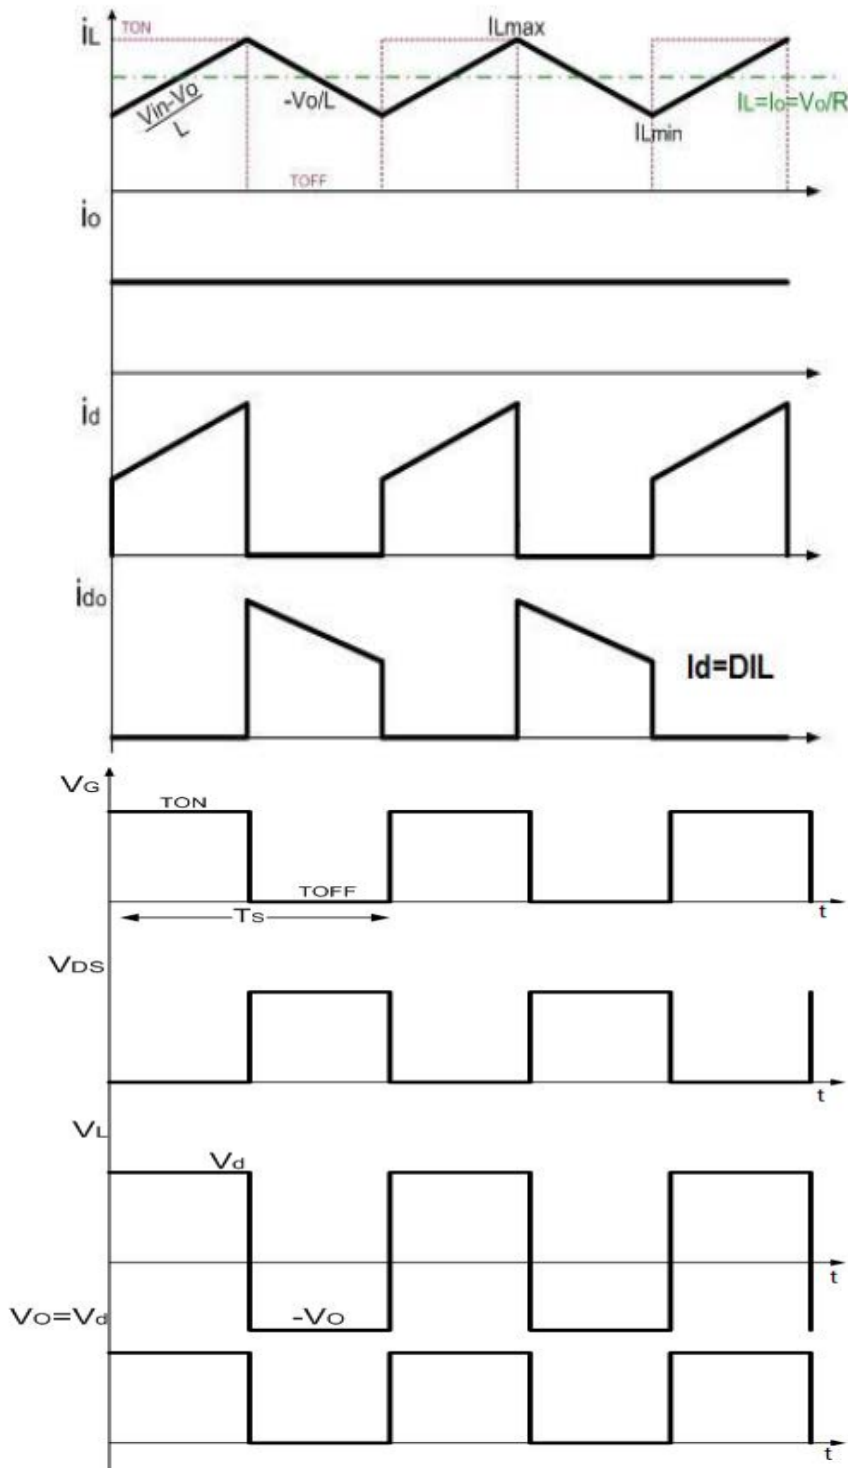 iL
TON
ILmax
Vin-Vo
L
-Vo/L
IL=Io=Vo/R
ILmin
TOFF
io
id
ido
Id=DIL
VG
TON
TOFF
t
Ts
VDS
t
VL
Vd
t
VO=Vd
-VO
t